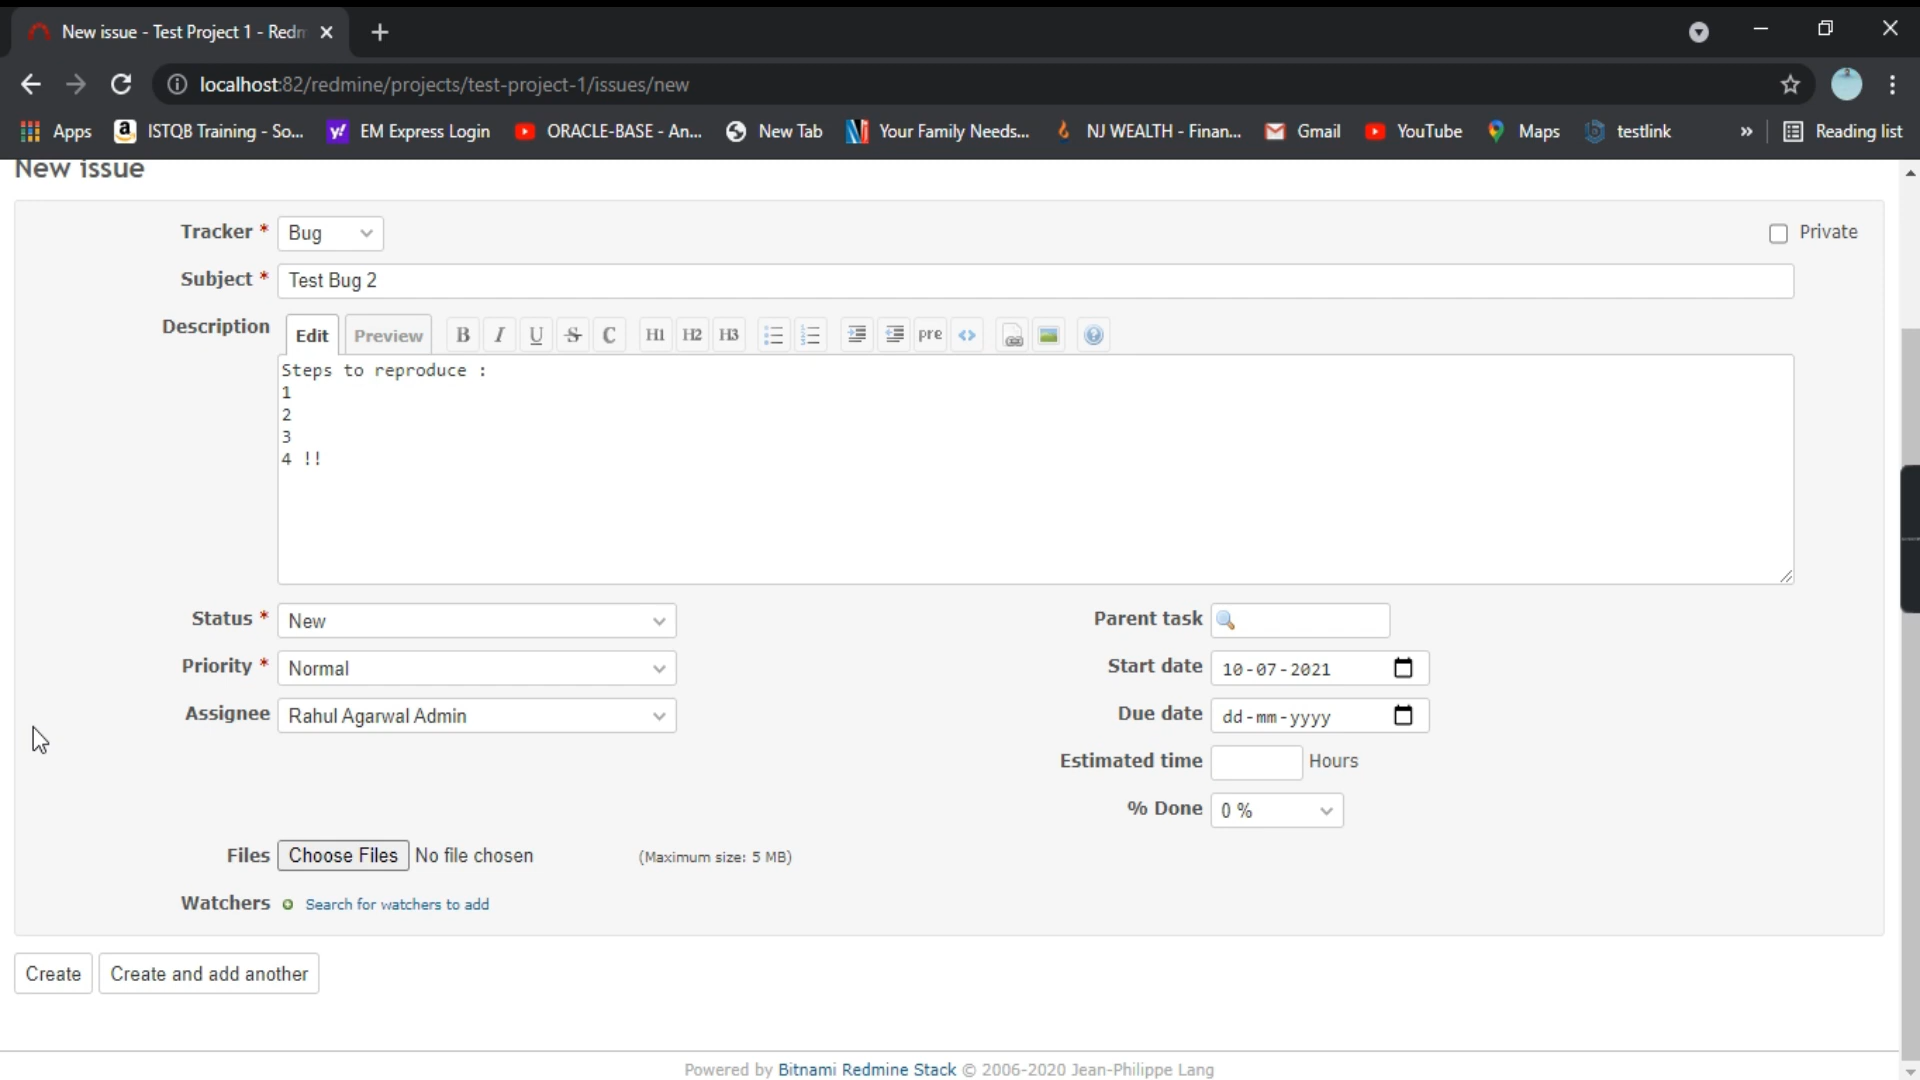 New issue - Test Project 1 - Redm
localhost:82/redmine/projects/test-project-1/issues/new
Apps ISTQB Training - So... EM Express Login ORACLE-BASE - An... New Tab Your Family Needs... NJ WEALTH - Finan... Gmail YouTube Maps testlink » Reading list
New issue
Tracker * Bug Private
Subject * Test Bug 2
Description Edit Preview B I U S C H1 H2 H3 pre <>
Steps to reproduce :
1
2
3
4 !!
Status * New Parent task
Priority * Normal Start date 10-07-2021
Assignee Rahul Agarwal Admin Due date dd-mm-yyyy
Estimated time Hours
% Done 0 %
Files Choose Files No file chosen (Maximum size: 5 MB)
Watchers Search for watchers to add
Create Create and add another
Powered by Bitnami Redmine Stack © 2006-2020 Jean-Philippe Lang